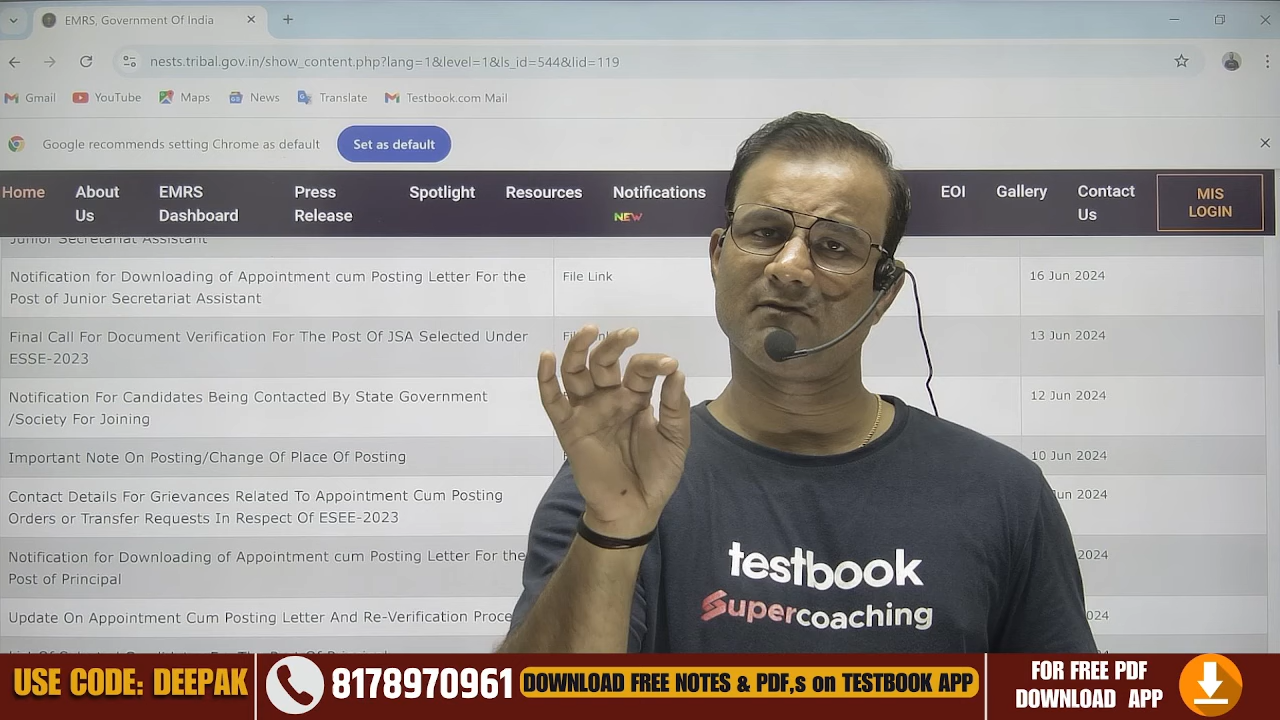 EMRS, Government Of India
nests.tribal.gov.in/show_content.php?lang=1&level=1&ls_id=544&lid=119
Gmail YouTube Maps News Translate Testbook.com Mail
Google recommends setting Chrome as default Set as default
Home About Us EMRS Dashboard Press Release Spotlight Resources Notifications NEW EOI Gallery Contact Us MIS LOGIN
Junior Secretariat Assistant
Notification for Downloading of Appointment cum Posting Letter For the File Link 16 Jun 2024
Post of Junior Secretariat Assistant
Final Call For Document Verification For The Post Of JSA Selected Under 13 Jun 2024
ESSE-2023
Notification For Candidates Being Contacted By State Government 12 Jun 2024
/Society For Joining
Important Note On Posting/Change Of Place Of Posting 10 Jun 2024
Contact Details For Grievances Related To Appointment Cum Posting Jun 2024
Orders or Transfer Requests In Respect Of ESEE-2023
Notification for Downloading of Appointment cum Posting Letter For the 2024
Post of Principal
Update On Appointment Cum Posting Letter And Re-Verification
testbook
Supercoaching
USE CODE: DEEPAK 8178970961 DOWNLOAD FREE NOTES & PDF,s on TESTBOOK APP
FOR FREE PDF
DOWNLOAD APP